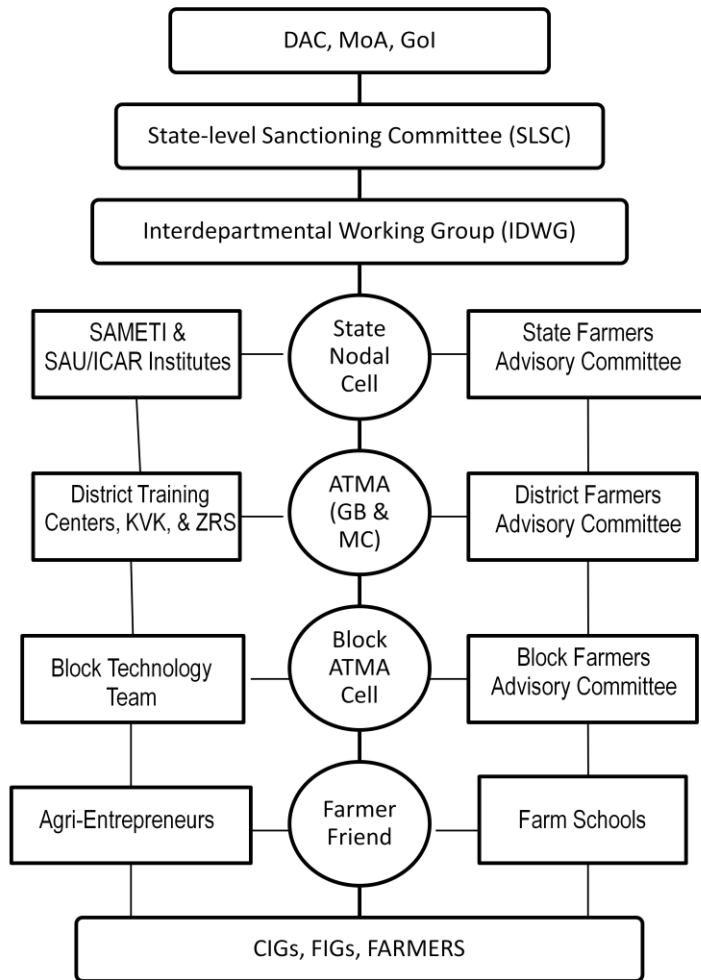 DAC, MoA, GoI
State-level Sanctioning Committee (SLSC)
Interdepartmental Working Group (IDWG)
SAMETI &
SAU/ICAR Institutes
State
Nodal
Cell
State Farmers
Advisory Committee
District Training
Centers, KVK, & ZRS
ATMA
(GB &
MC)
District Farmers
Advisory Committee
Block Technology
Team
Block
ATMA
Cell
Block Farmers
Advisory Committee
Agri-Entrepreneurs
Farmer
Friend
Farm Schools
CIGs, FIGs, FARMERS